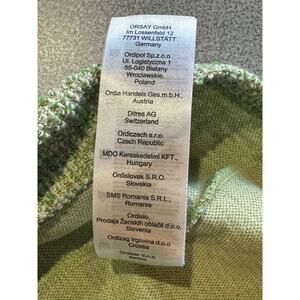 ORSAY GmbH
im Lossenfeld 12
77731 WILLSTÄTT
Germany
Ordipol Sp.z.o.o
Ul. Logistyczna 1
55-040 Bielany
Wrocławskie,
Poland
Ordia Handels Ges.m.b.H.,
Austria
Ditres AG
Switzerland
Ordiczech s.r.o.
Czech Republic
MDO Kereskedelmi KFT.,
Hungary
Ordislovak S.R.O.
Slovakia
SMS Romania S.R.L.,
Romania
Ordislo,
Prodaja Ženskih oblačil d.o.o
Ordizag trgovina d.o.o
Croatia
d.o.o